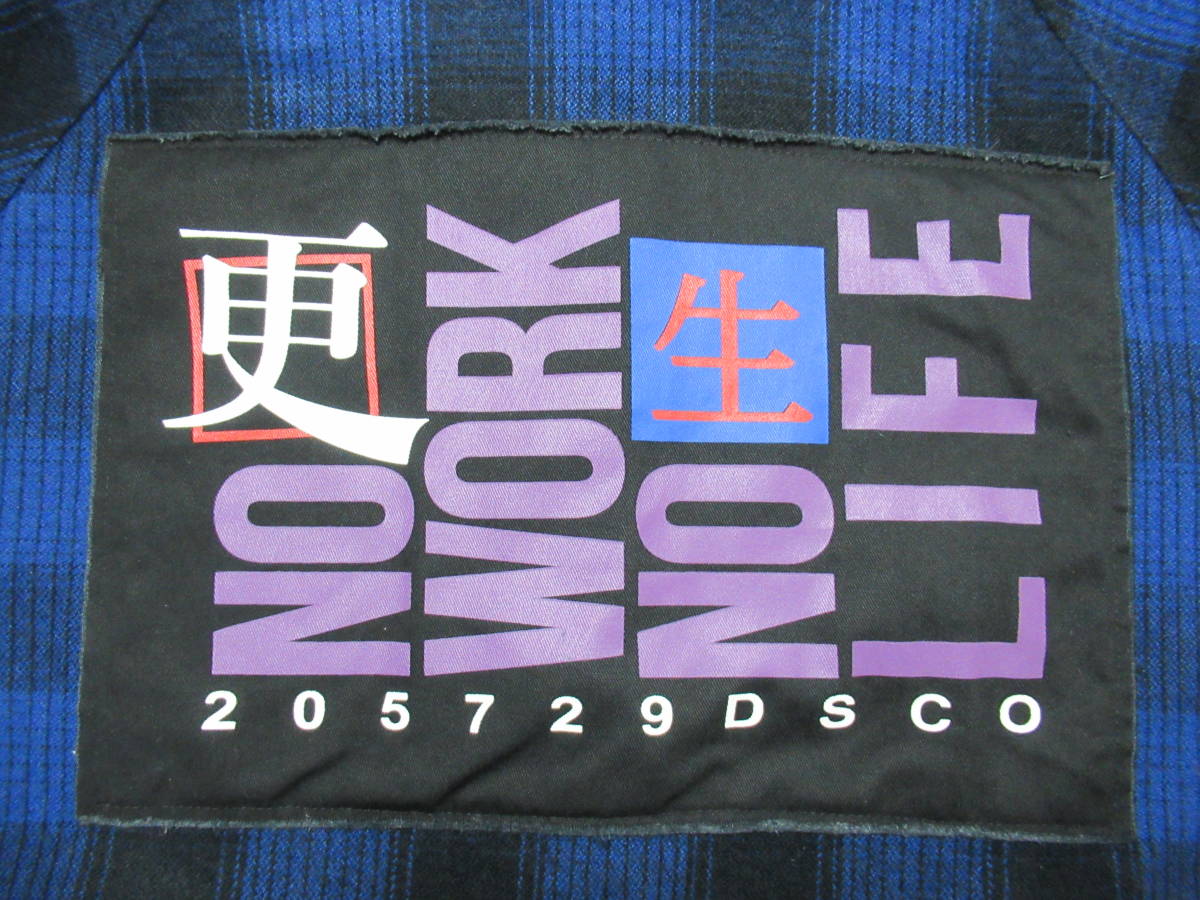 更生
NO
WORK
NO
LIFE
205729DSCO